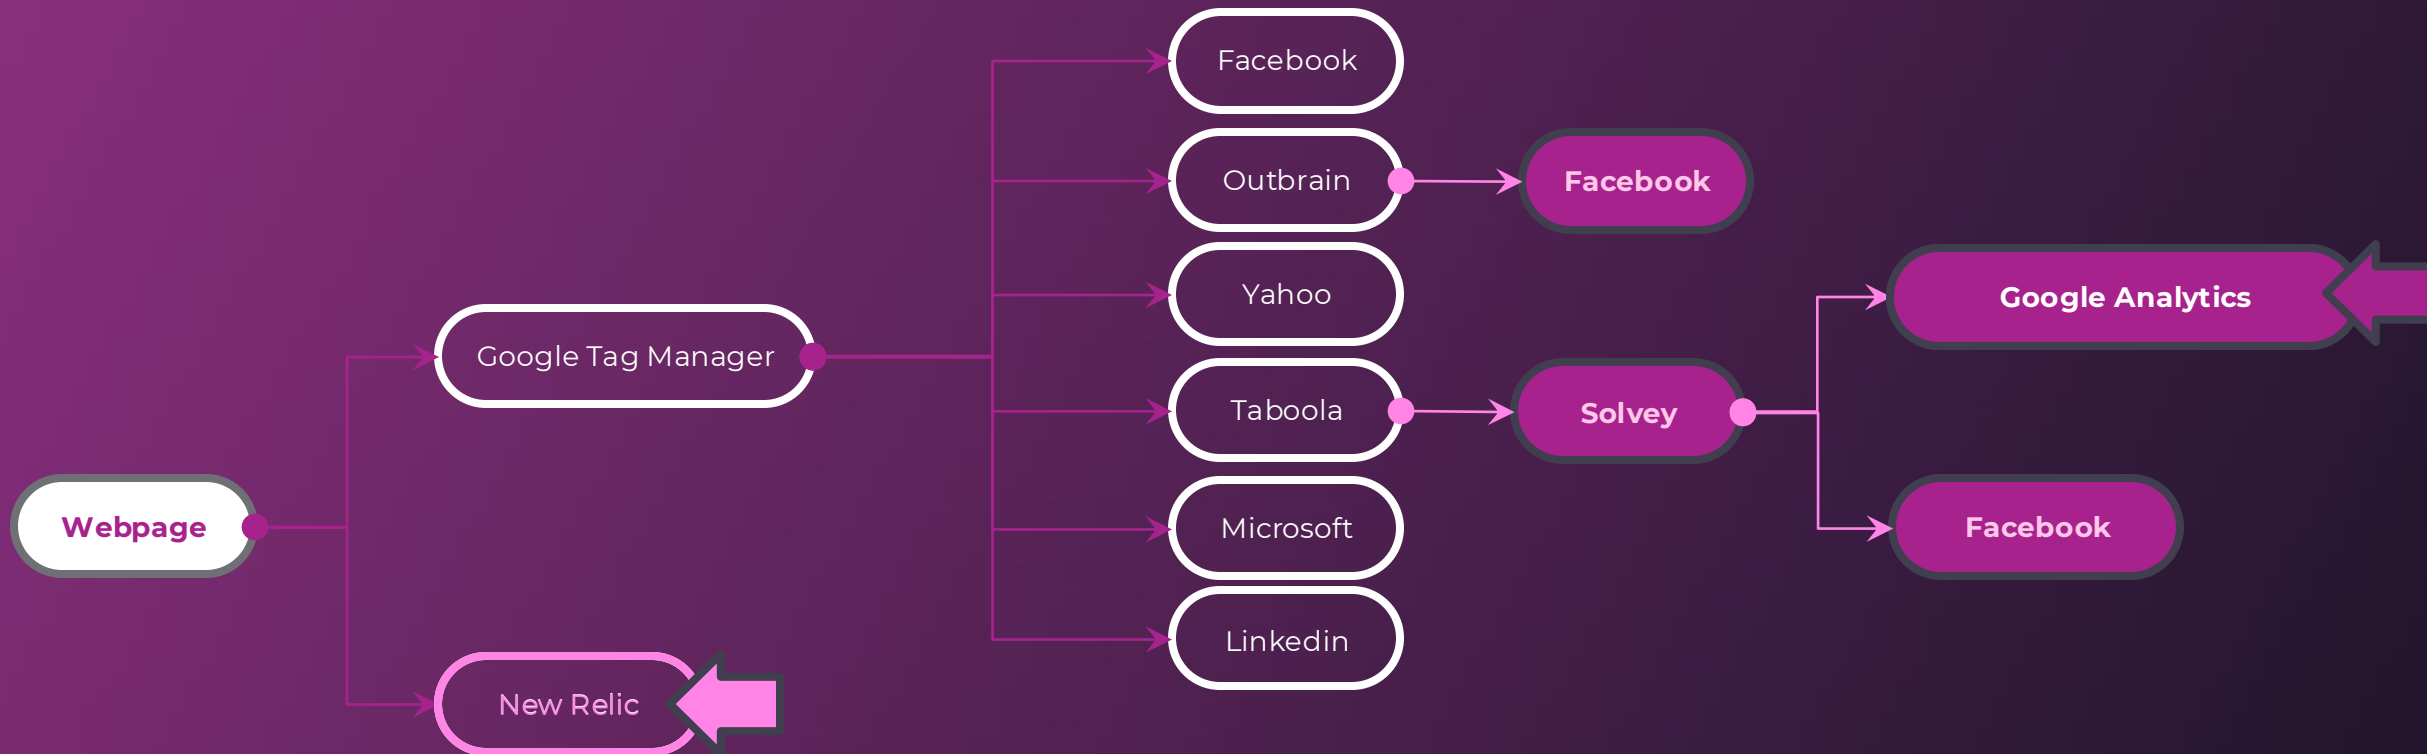 Facebook
Outbrain
Facebook
Yahoo
Google Analytics
Google Tag Manager
Taboola
Solvey
Webpage
Microsoft
Facebook
Linkedin
New Relic